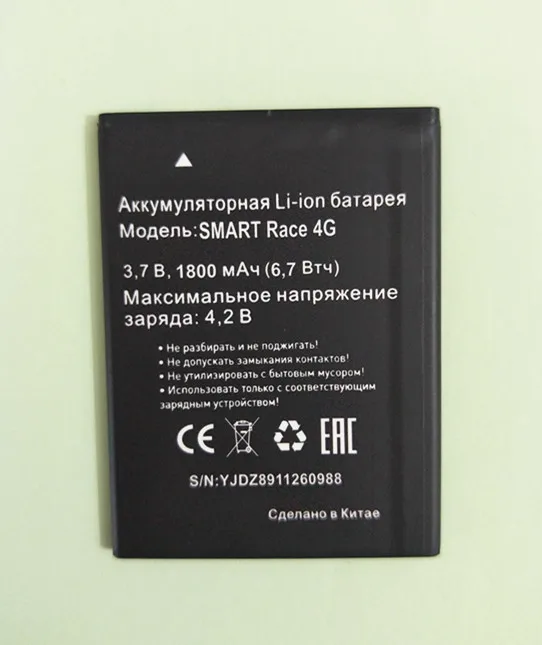 Аккумуляторная Li-ion батарея
Модель:SMART Race 4G
3,7 В, 1800 мАч (6,7 Втч)
Максимальное напряжение
заряда: 4,2 В
• Не разбирать и не поджигать!
• Не допускать замыкания контактов!
• Не утилизировать с бытовым мусором!
• Использовать только с соответствующим
зарядным устройством!
CE EAC
S/N:YJDZ8911260988
Сделано в Китае